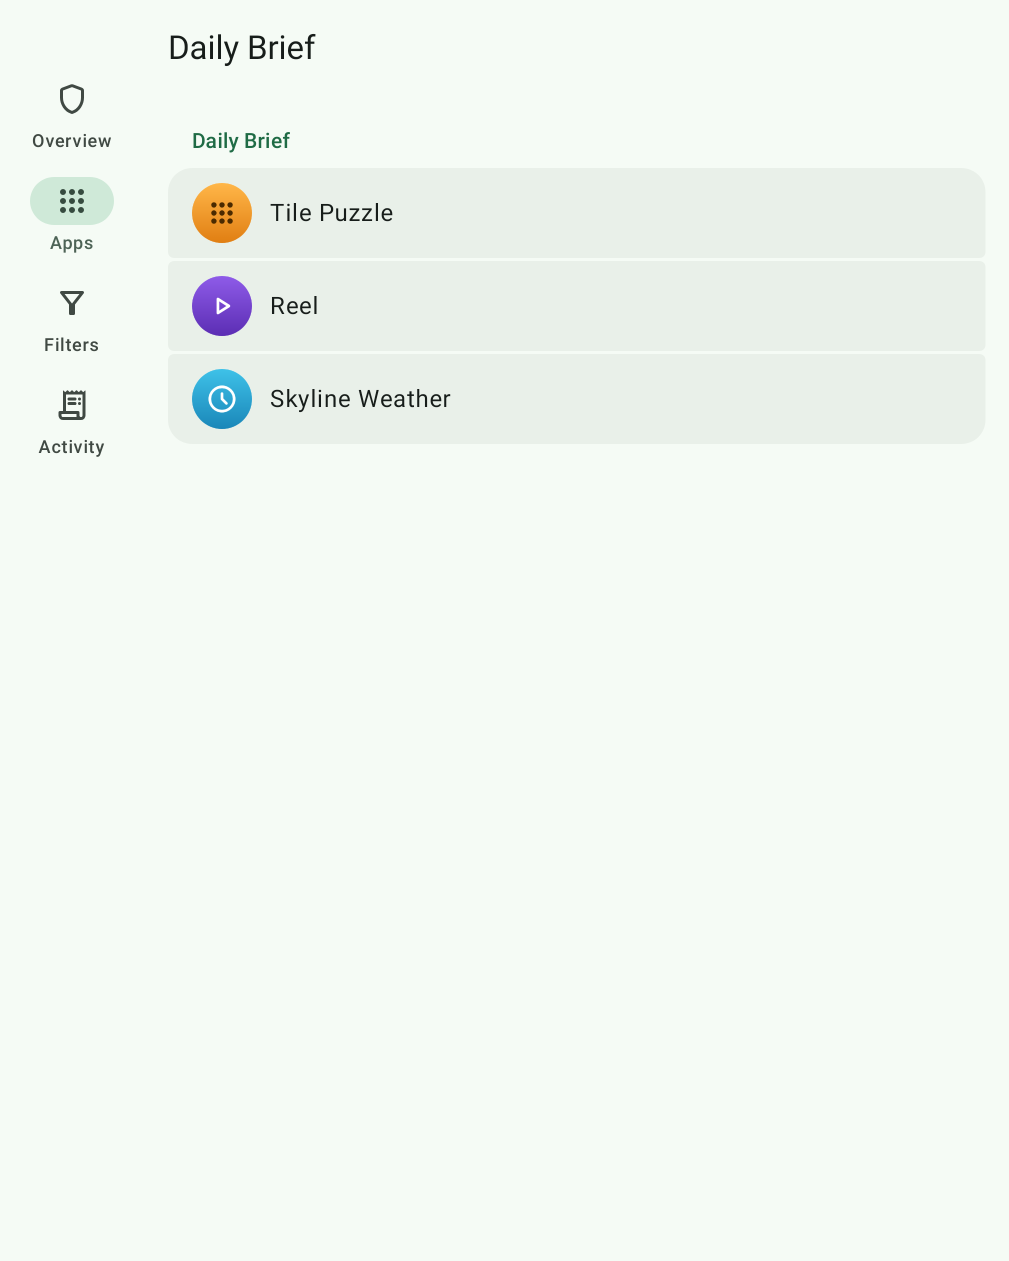 Daily Brief
Overview
Apps
Filters
Activity
Daily Brief
Tile Puzzle
Reel
Skyline Weather